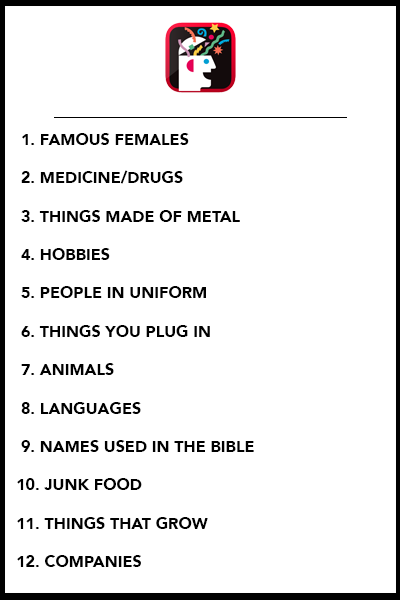 1. FAMOUS FEMALES
2. MEDICINE/DRUGS
3. THINGS MADE OF METAL
4. HOBBIES
5. PEOPLE IN UNIFORM
6. THINGS YOU PLUG IN
7. ANIMALS
8. LANGUAGES
9. NAMES USED IN THE BIBLE
10. JUNK FOOD
11. THINGS THAT GROW
12. COMPANIES